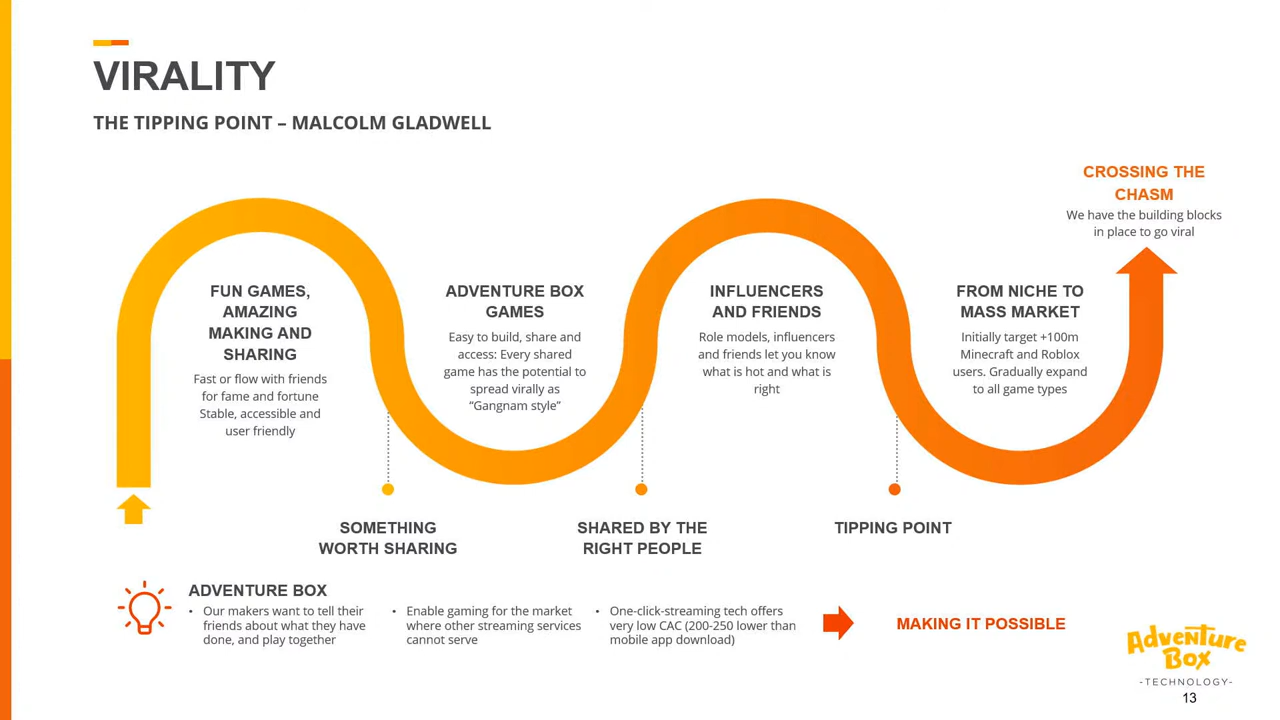 VIRALITY
THE TIPPING POINT – MALCOLM GLADWELL
FUN GAMES,
AMAZING
MAKING AND
SHARING
Fast or flow with friends
for fame and fortune
Stable, accessible and
user friendly
ADVENTURE BOX
GAMES
Easy to build, share and
access: Every shared
game has the potential to
spread virally as
“Gangnam style”
INFLUENCERS
AND FRIENDS
Role models, influencers
and friends let you know
what is hot and what is
right
FROM NICHE TO
MASS MARKET
Initially target +100m
Minecraft and Roblox
users. Gradually expand
to all game types
CROSSING THE
CHASM
We have the building blocks
in place to go viral
SOMETHING
WORTH SHARING
SHARED BY THE
RIGHT PEOPLE
TIPPING POINT
ADVENTURE BOX
• Our makers want to tell their
friends about what they have
done, and play together
• Enable gaming for the market
where other streaming services
cannot serve
• One-click-streaming tech offers
very low CAC (200-250 lower than
mobile app download)
MAKING IT POSSIBLE
Adventure
Box
-TECHNOLOGY-
13